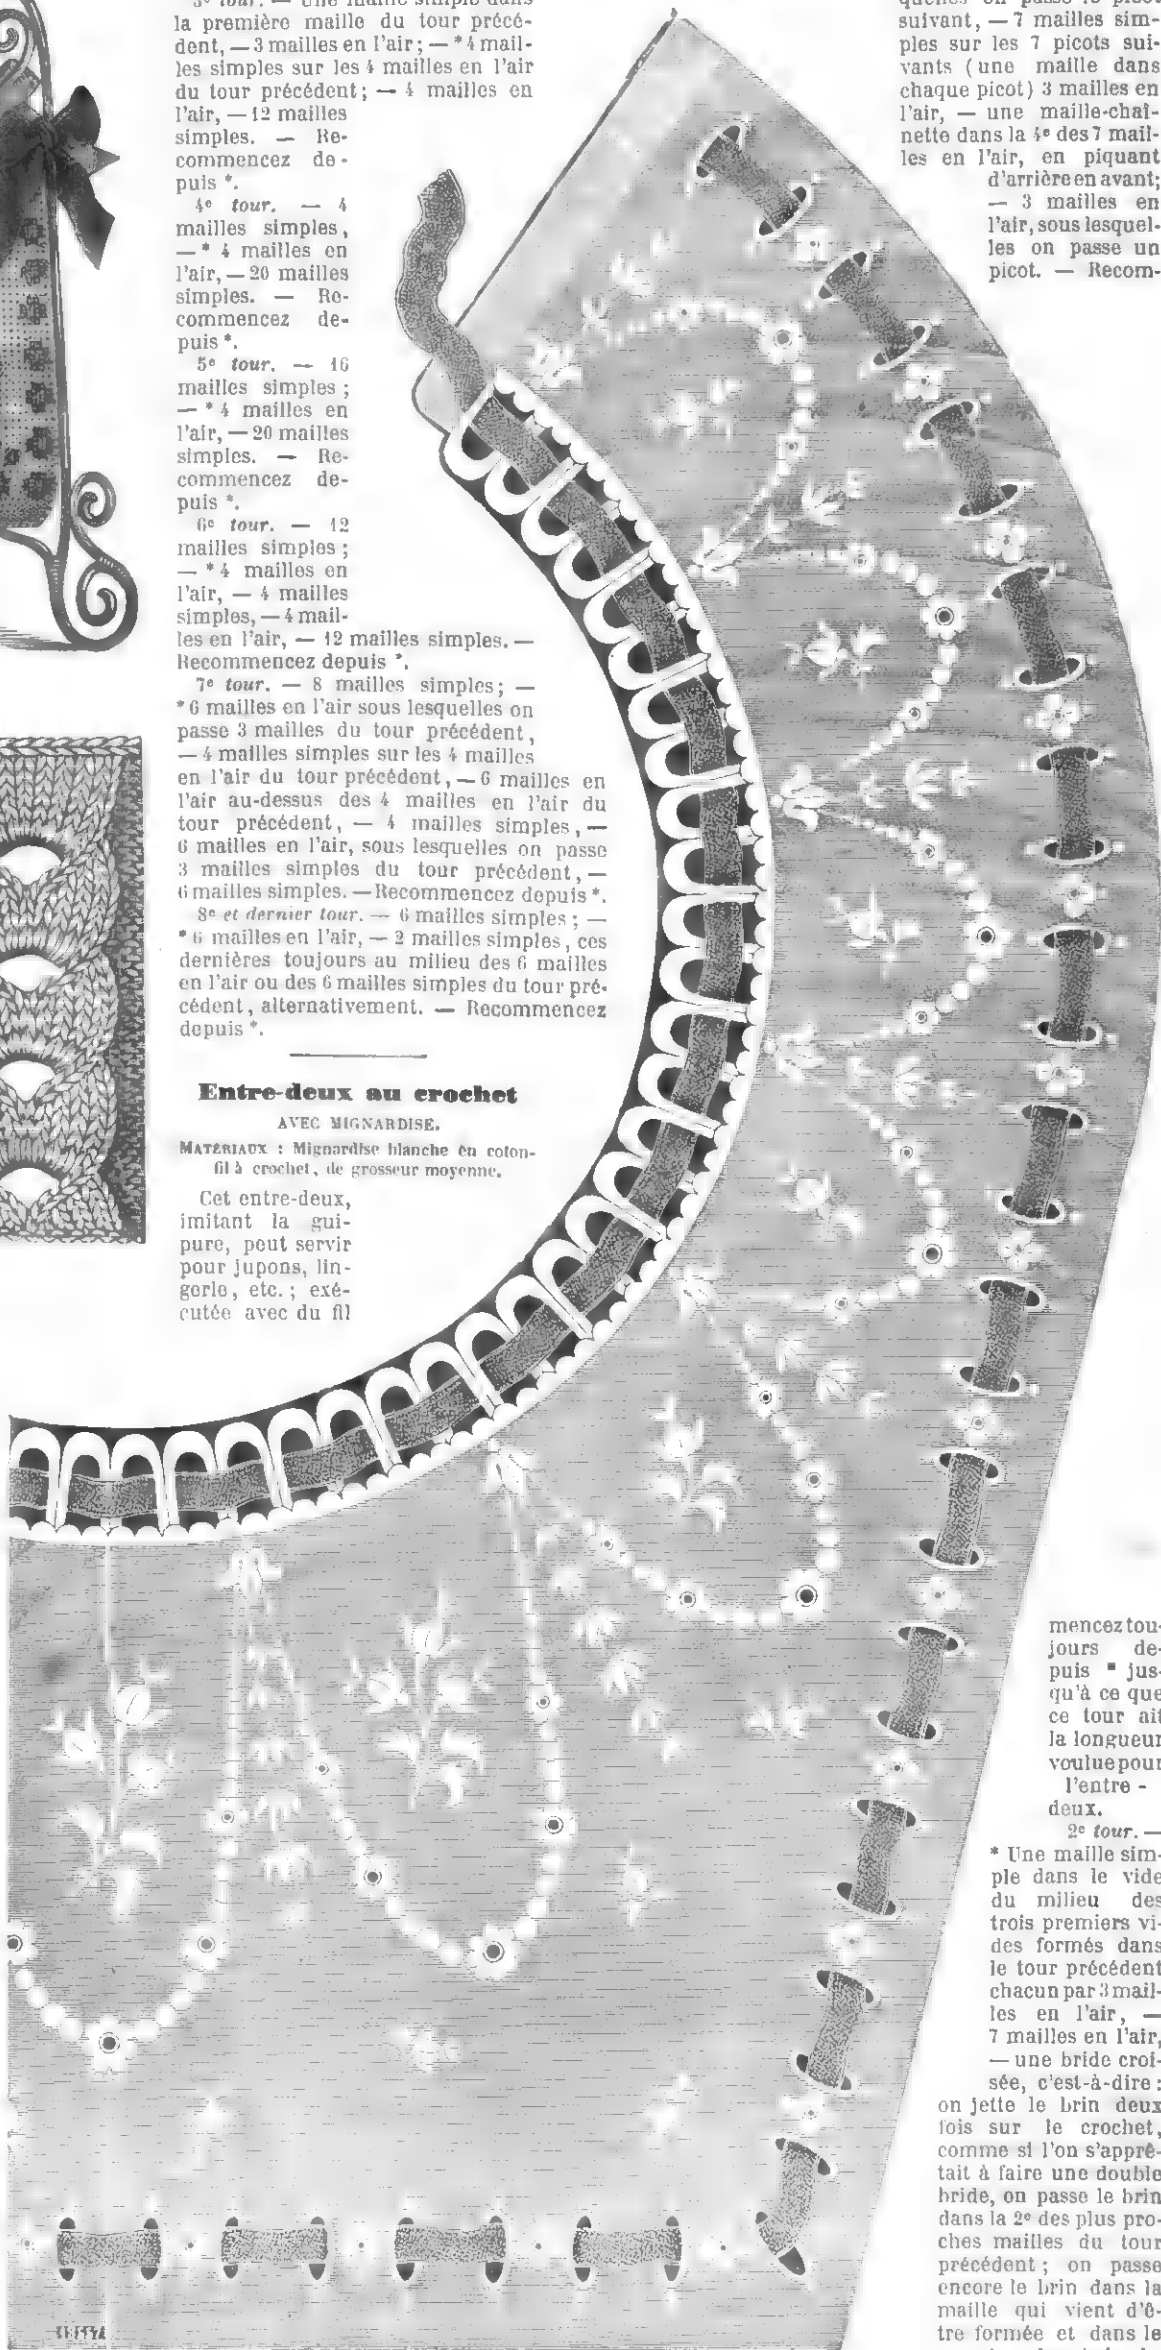 3e tour. — Une maille simple dans
la première maille du tour précé-
dent, — 3 mailles en l'air; — * 4 mail-
les simples sur les 4 mailles en l'air
du tour précédent; — 4 mailles en
l'air, — 12 mailles
simples. — Re-
commencez de-
puis *.
4e tour. — 4
mailles simples,
— * 4 mailles en
l'air, — 20 mailles
simples. — Re-
commencez de-
puis *.
5e tour. — 16
mailles simples ;
— * 4 mailles en
l'air, — 20 mailles
simples. — Re-
commencez de-
puis *.
6e tour. — 12
mailles simples ;
— * 4 mailles en
l'air, — 4 mailles
simples, — 4 mail-
les en l'air, — 12 mailles simples. —
Recommencez depuis *.
7e tour. — 8 mailles simples; —
* 6 mailles en l'air sous lesquelles on
passe 3 mailles du tour précédent,
— 4 mailles simples sur les 4 mailles
en l'air du tour précédent, — 6 mailles en
l'air au-dessus des 4 mailles en l'air du
tour précédent, — 4 mailles simples, —
6 mailles en l'air, sous lesquelles on passe
3 mailles simples du tour précédent, —
6 mailles simples. — Recommencez depuis *.
8e et dernier tour. — 6 mailles simples ; —
* 6 mailles en l'air, — 2 mailles simples, ces
dernières toujours au milieu des 6 mailles
en l'air ou des 6 mailles simples du tour pré-
cédent, alternativement. — Recommencez
depuis *.
Entre-deux au crochet
AVEC MIGNARDISE.
MATÉRIAUX : Mignardise blanche en coton-
fil à crochet, de grosseur moyenne.
Cet entre-deux,
imitant la gui-
pure, peut servir
pour jupons, lin-
gerie, etc. ; exé-
cutée avec du fil
quelles on passe le picot
suivant, — 7 mailles sim-
ples sur les 7 picots sui-
vants (une maille dans
chaque picot) 3 mailles en
l'air, — une maille-chaî-
nette dans la 4e des 7 mail-
les en l'air, en piquant
d'arrière en avant;
— 3 mailles en
l'air, sous lesquel-
les on passe un
picot. — Recom-
mencez tou-
jours de-
puis * jus-
qu'à ce que
ce tour ait
la longueur
voulue pour
l'entre-
deux.
2e tour. —
* Une maille sim-
ple dans le vide
du milieu des
trois premiers vi-
des formés dans
le tour précédent
chacun par 3 mail-
les en l'air, —
7 mailles en l'air,
— une bride croi-
sée, c'est-à-dire :
on jette le brin deux
fois sur le crochet,
comme si l'on s'apprê-
tait à faire une double
bride, on passe le brin
dans la 2e des plus pro-
ches mailles du tour
précédent ; on passe
encore le brin dans la
maille qui vient d'ê-
tre formée et dans le